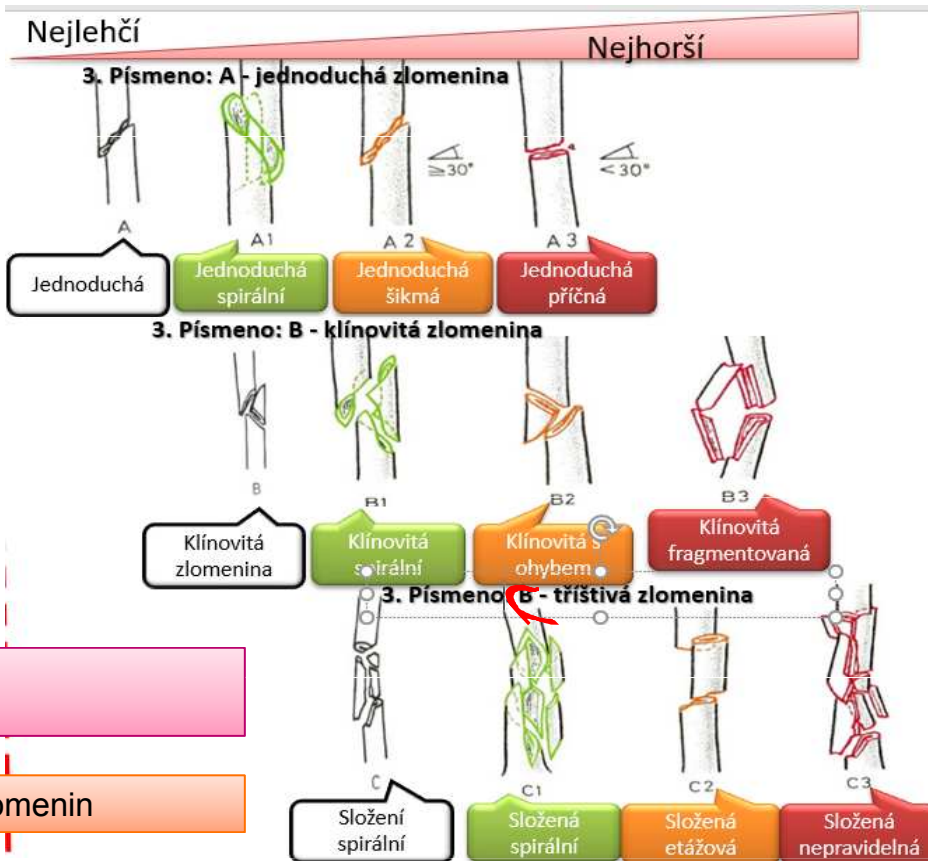 Nejlehčí
Nejhorší
3. Písmeno: A - jednoduchá zlomenina
≧30°
<30°
A
A1
A2
A3
Jednoduchá
Jednoduchá
spirální
Jednoduchá
šikmá
Jednoduchá
příčná
3. Písmeno: B - klínovitá zlomenina
B
B1
B2
B3
Klínovitá
zlomenina
Klínovitá
spirální
Klínovitá s
ohybem
Klínovitá
fragmentovaná
3. Písmeno: B - tříštivá zlomenina
C
C1
C2
C3
omenin
Složení
spirální
Složená
spirální
Složená
etážová
Složená
nepravidelná